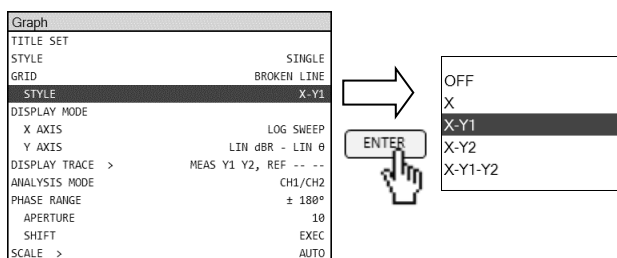 Graph
TITLE SET
STYLE SINGLE
GRID BROKEN LINE
STYLE X-Y1
DISPLAY MODE
X AXIS LOG SWEEP
Y AXIS LIN dBR - LIN θ
DISPLAY TRACE > MEAS Y1 Y2, REF -- --
ANALYSIS MODE CH1/CH2
PHASE RANGE ± 180°
APERTURE 10
SHIFT EXEC
SCALE > AUTO
ENTER
OFF
X
X-Y1
X-Y2
X-Y1-Y2